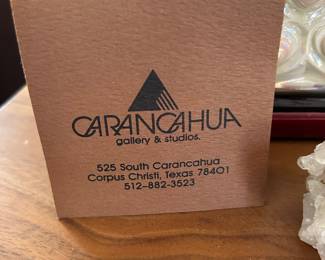 CARANCAHUA
gallery & studios.
525 South Carancahua
Corpus Christi, Texas 78401
512-882-3523